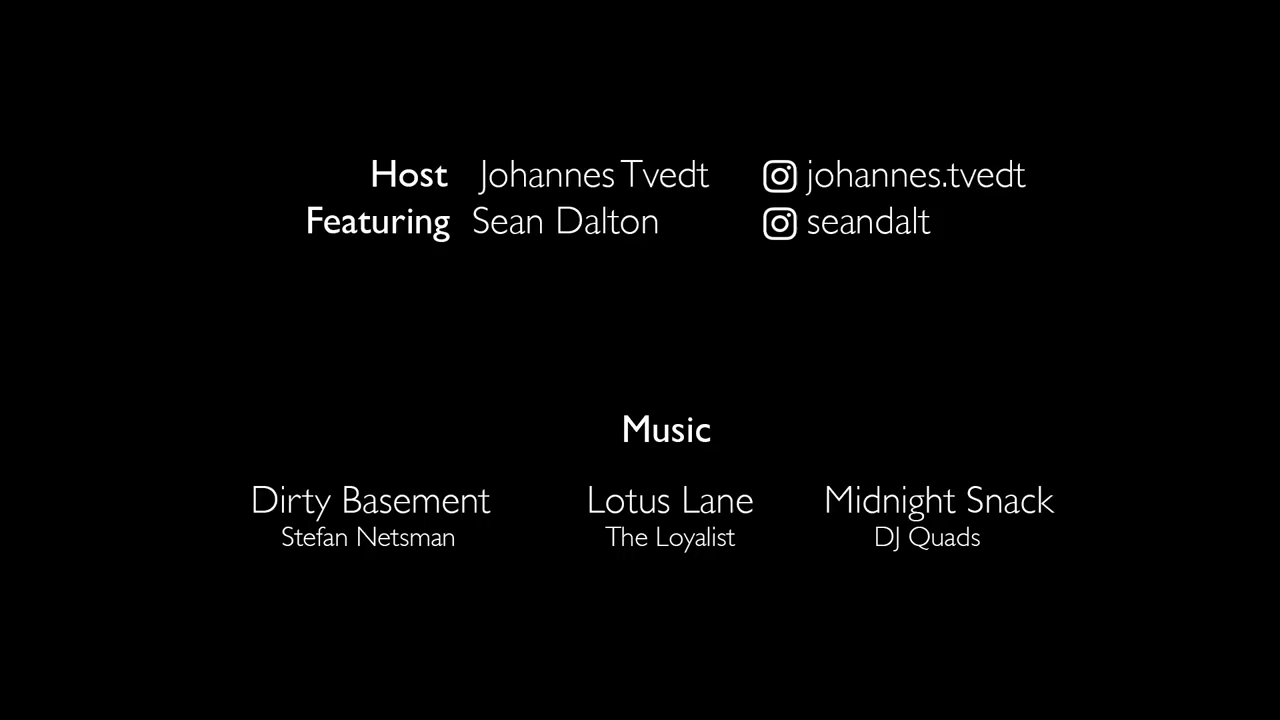 Host Johannes Tvedt johannes.tvedt
Featuring Sean Dalton seandalt
Music
Dirty Basement Lotus Lane Midnight Snack
Stefan Netsman The Loyalist DJ Quads